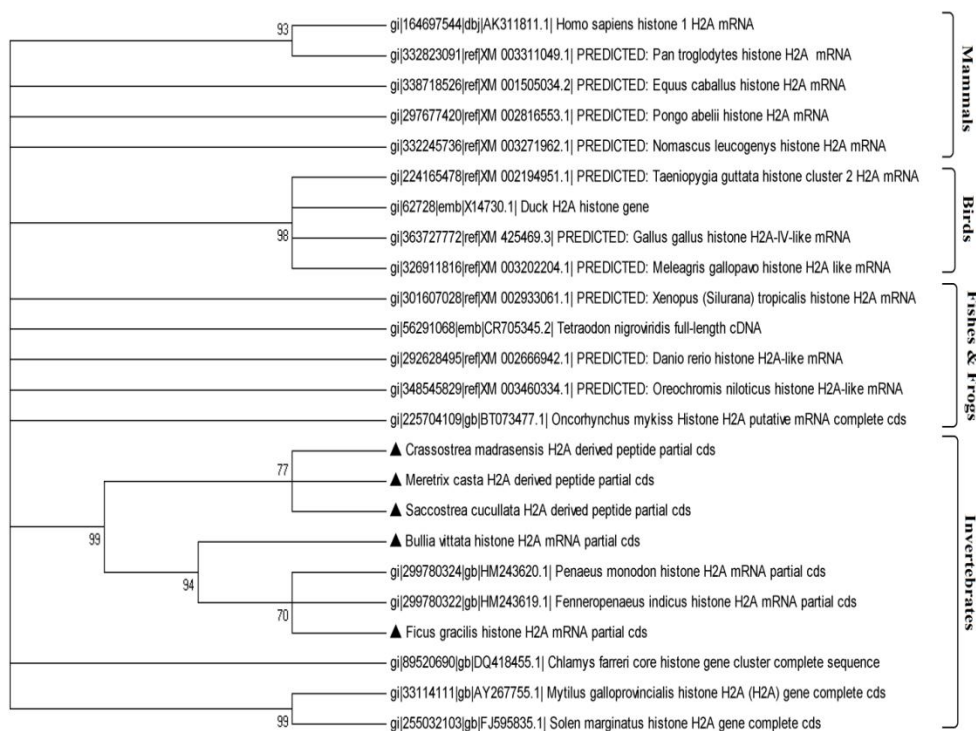 93
gi|164697544|dbj|AK311811.1| Homo sapiens histone 1 H2A mRNA
gi|332823091|ref|XM 003311049.1| PREDICTED: Pan troglodytes histone H2A mRNA
gi|338718526|ref|XM 001505034.2| PREDICTED: Equus caballus histone H2A mRNA
gi|297677420|ref|XM 002816553.1| PREDICTED: Pongo abelii histone H2A mRNA
gi|332245736|ref|XM 003271962.1| PREDICTED: Nomascus leucogenys histone H2A mRNA
Mammals
gi|224165478|ref|XM 002194951.1| PREDICTED: Taeniopygia guttata histone cluster 2 H2A mRNA
gi|62728|emb|X14730.1| Duck H2A histone gene
98
gi|363727772|ref|XM 425469.3| PREDICTED: Gallus gallus histone H2A-IV-like mRNA
gi|326911816|ref|XM 003202204.1| PREDICTED: Meleagris gallopavo histone H2A like mRNA
Birds
gi|301607028|ref|XM 002933061.1| PREDICTED: Xenopus (Silurana) tropicalis histone H2A mRNA
gi|56291068|emb|CR705345.2| Tetraodon nigroviridis full-length cDNA
gi|292628495|ref|XM 002666942.1| PREDICTED: Danio rerio histone H2A-like mRNA
gi|348545829|ref|XM 003460334.1| PREDICTED: Oreochromis niloticus histone H2A-like mRNA
gi|225704109|gb|BT073477.1| Oncorhynchus mykiss Histone H2A putative mRNA complete cds
Fishes & Frogs
Crassostrea madrasensis H2A derived peptide partial cds
77
Meretrix casta H2A derived peptide partial cds
Saccostrea cucullata H2A derived peptide partial cds
99
Bullia vittata histone H2A mRNA partial cds
94
gi|299780324|gb|HM243620.1| Penaeus monodon histone H2A mRNA partial cds
gi|299780322|gb|HM243619.1| Fenneropenaeus indicus histone H2A mRNA partial cds
70
Ficus gracilis histone H2A mRNA partial cds
gi|89520690|gb|DQ418455.1| Chlamys farreri core histone gene cluster complete sequence
gi|33114111|gb|AY267755.1| Mytilus galloprovincialis histone H2A (H2A) gene complete cds
99
gi|255032103|gb|FJ595835.1| Solen marginatus histone H2A gene complete cds
Invertebrates